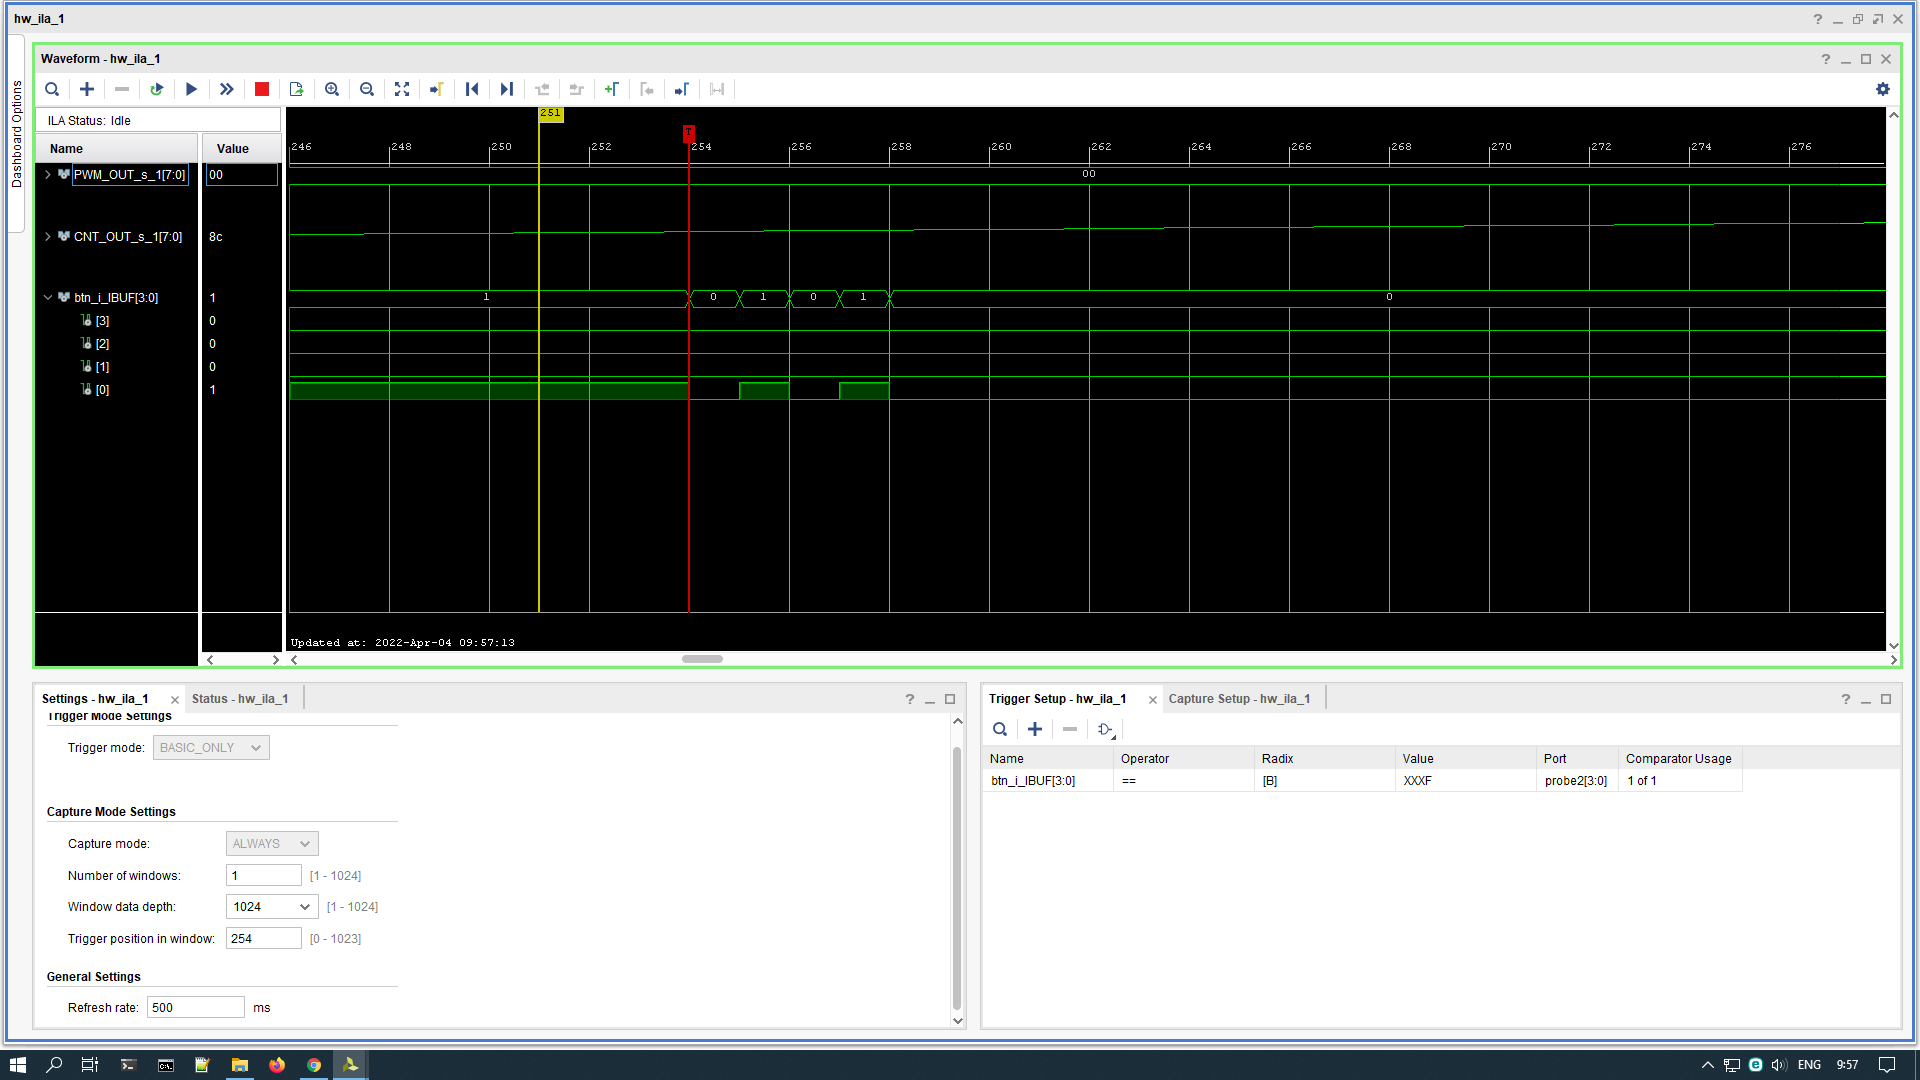 hw_ila_1
Dashboard Options
Waveform - hw_ila_1
ILA Status: Idle
Name Value
PWM_OUT_s_1[7:0] 00
CNT_OUT_s_1[7:0] 8c
btn_i_IBUF[3:0] 1
[3] 0
[2] 0
[1] 0
[0] 1
251
T
246 248 250 252 254 256 258 260 262 264 266 268 270 272 274 276
00
1 0 1 0 1 0
Updated at: 2022-Apr-04 09:57:13
Settings - hw_ila_1 Status - hw_ila_1
Trigger Mode Settings
Trigger mode: BASIC_ONLY
Capture Mode Settings
Capture mode: ALWAYS
Number of windows: 1 [1 - 1024]
Window data depth: 1024 [1 - 1024]
Trigger position in window: 254 [0 - 1023]
General Settings
Refresh rate: 500 ms
Trigger Setup - hw_ila_1 Capture Setup - hw_ila_1
Name Operator Radix Value Port Comparator Usage
btn_i_IBUF[3:0] == [B] XXXF probe2[3:0] 1 of 1
ENG 9:57